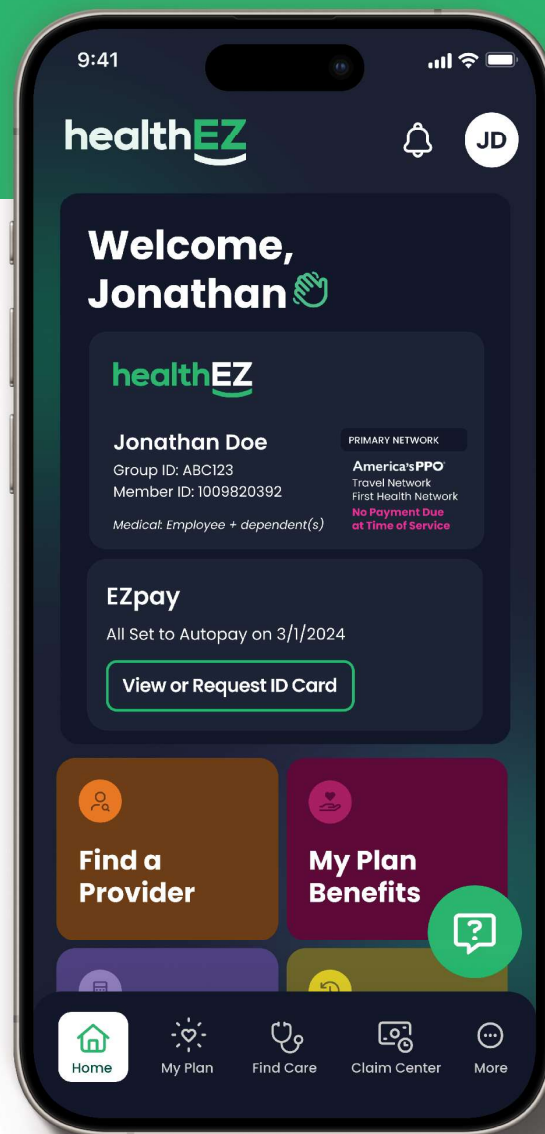 9:41
healthEZ
JD
Welcome,
Jonathan
healthEZ
Jonathan Doe
Group ID: ABC123
Member ID: 1009820392
Medical: Employee + dependent(s)
PRIMARY NETWORK
America'sPPO
Travel Network
First Health Network
No Payment Due
at Time of Service
EZpay
All Set to Autopay on 3/1/2024
View or Request ID Card
Find a
Provider
My Plan
Benefits
?
Home
My Plan
Find Care
Claim Center
More